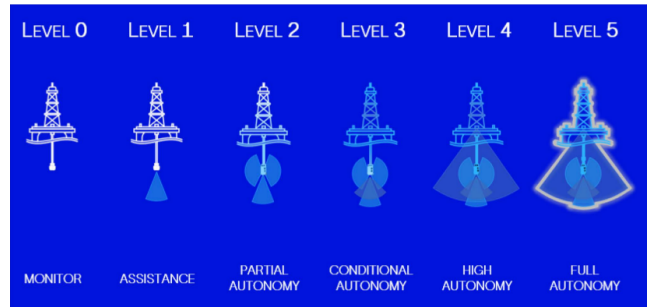 LEVEL 0
LEVEL 1
LEVEL 2
LEVEL 3
LEVEL 4
LEVEL 5
MONITOR
ASSISTANCE
PARTIAL
AUTONOMY
CONDITIONAL
AUTONOMY
HIGH
AUTONOMY
FULL
AUTONOMY